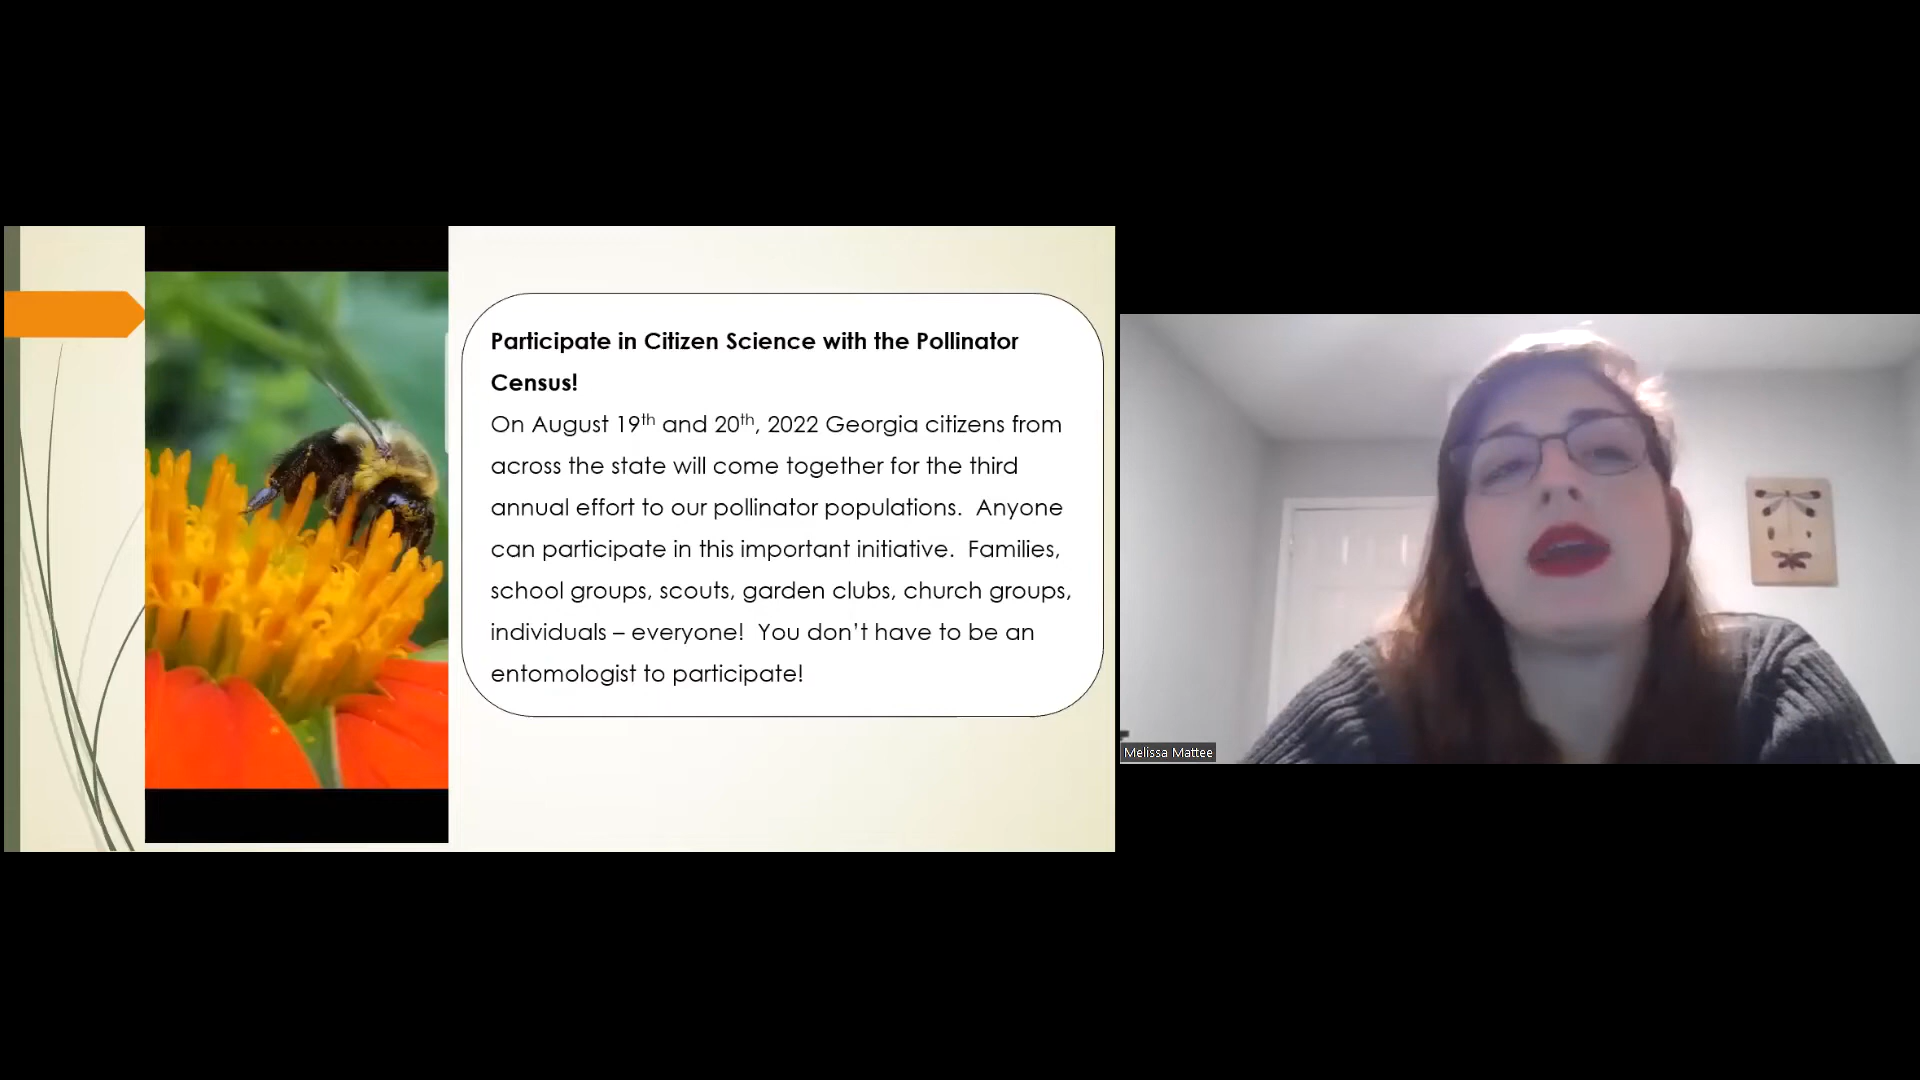 Participate in Citizen Science with the Pollinator
Census!
On August 19th and 20th, 2022 Georgia citizens from
across the state will come together for the third
annual effort to our pollinator populations.  Anyone
can participate in this important initiative.  Families,
school groups, scouts, garden clubs, church groups,
individuals – everyone!  You don’t have to be an
entomologist to participate!
Melissa Mattee